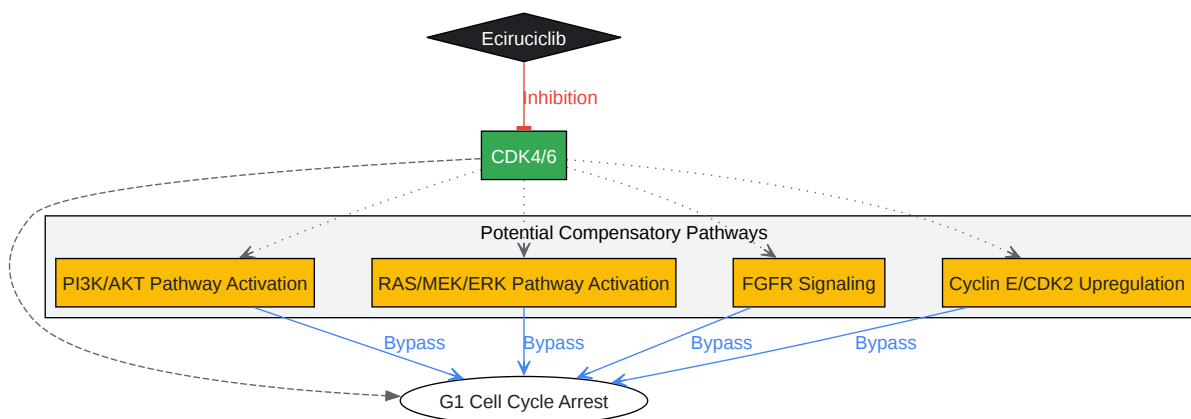 Eciruciclib
Inhibition
CDK4/6
Potential Compensatory Pathways
PI3K/AKT Pathway Activation
RAS/MEK/ERK Pathway Activation
FGFR Signaling
Cyclin E/CDK2 Upregulation
Bypass
Bypass
Bypass
Bypass
G1 Cell Cycle Arrest